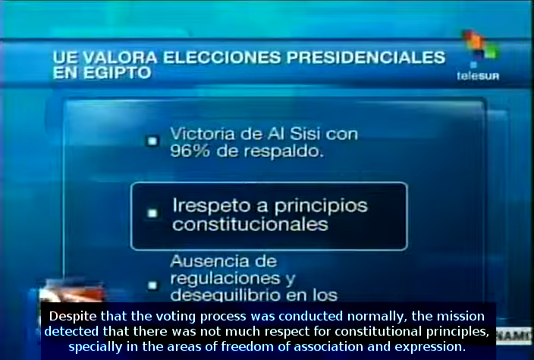 UE VALORA ELECCIONES PRESIDENCIALES
EN EGIPTO
teleSUR
Victoria de Al Sisi con
96% de respaldo.
Irespeto a principios
constitucionales
Ausencia de
regulaciones y
desequilibrio en los
Despite that the voting process was conducted normally, the mission
detected that there was not much respect for constitutional principles,
specially in the areas of freedom of association and expression.